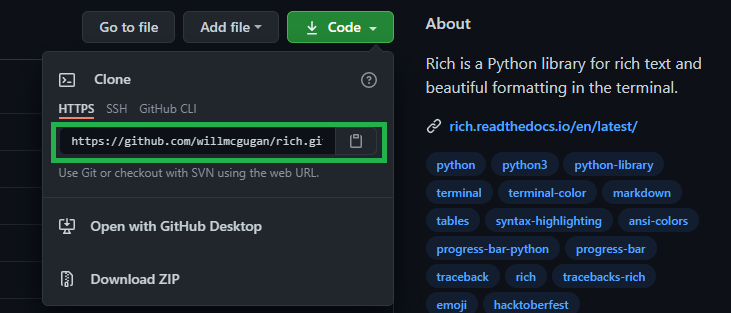 Go to file
Add file
Code
Clone
HTTPS SSH GitHub CLI
https://github.com/willmcgugan/rich.gi
Use Git or checkout with SVN using the web URL.
Open with GitHub Desktop
Download ZIP
About
Rich is a Python library for rich text and
beautiful formatting in the terminal.
rich.readthedocs.io/en/latest/
python python3 python-library
terminal terminal-color markdown
tables syntax-highlighting ansi-colors
progress-bar-python progress-bar
traceback rich tracebacks-rich
emoji hacktoberfest